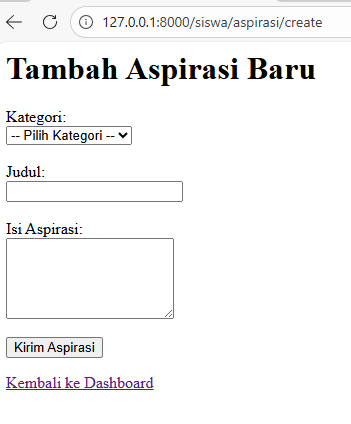 127.0.0.1:8000/siswa/aspirasi/create
Tambah Aspirasi Baru
Kategori:
-- Pilih Kategori --
Judul:
Isi Aspirasi:
Kirim Aspirasi
Kembali ke Dashboard